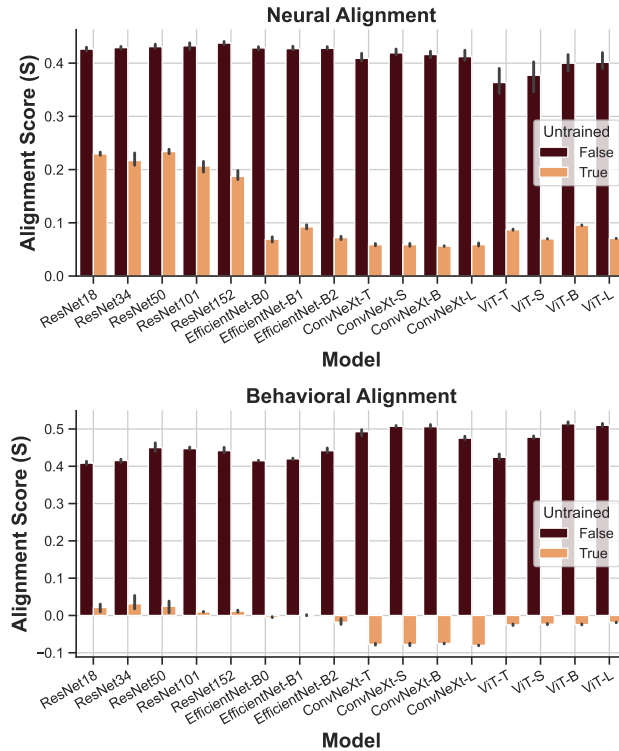 Neural Alignment
Alignment Score (S)
0.4
0.3
0.2
0.1
0.0
Untrained
False
True
ResNet18
ResNet34
ResNet50
ResNet101
ResNet152
EfficientNet-B0
EfficientNet-B1
EfficientNet-B2
ConvNeXt-T
ConvNeXt-S
ConvNeXt-B
ConvNeXt-L
ViT-T
ViT-S
ViT-B
ViT-L
Model
Behavioral Alignment
Alignment Score (S)
0.5
0.4
0.3
0.2
0.1
0.0
−0.1
Untrained
False
True
ResNet18
ResNet34
ResNet50
ResNet101
ResNet152
EfficientNet-B0
EfficientNet-B1
EfficientNet-B2
ConvNeXt-T
ConvNeXt-S
ConvNeXt-B
ConvNeXt-L
ViT-T
ViT-S
ViT-B
ViT-L
Model